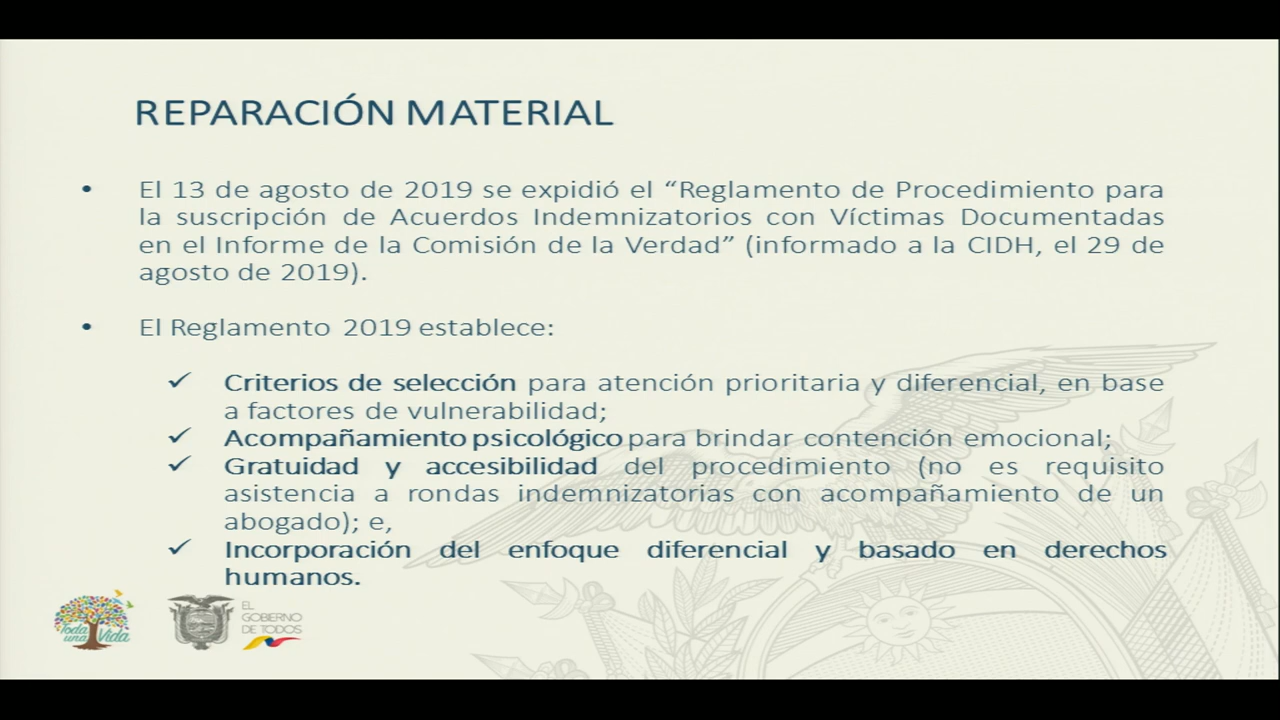 REPARACIÓN MATERIAL
• El 13 de agosto de 2019 se expidió el “Reglamento de Procedimiento para
la suscripción de Acuerdos Indemnizatorios con Víctimas Documentadas
en el Informe de la Comisión de la Verdad” (informado a la CIDH, el 29 de
agosto de 2019).
• El Reglamento 2019 establece:
✓ Criterios de selección para atención prioritaria y diferencial, en base
a factores de vulnerabilidad;
✓ Acompañamiento psicológico para brindar contención emocional;
✓ Gratuidad y accesibilidad del procedimiento (no es requisito
asistencia a rondas indemnizatorias con acompañamiento de un
abogado); e,
✓ Incorporación del enfoque diferencial y basado en derechos
humanos.
Toda
una Vida
EL
GOBIERNO
DE TODOS